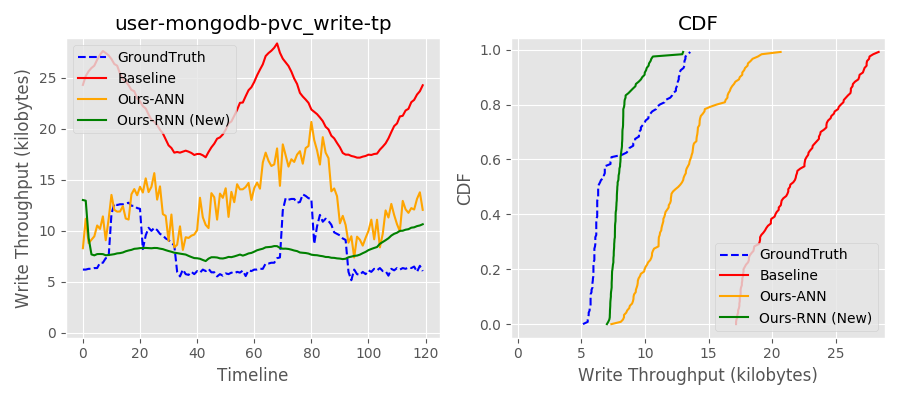 user-mongodb-pvc_write-tp
Write Throughput (kilobytes)
25
20
15
10
5
0
GroundTruth
Baseline
Ours-ANN
Ours-RNN (New)
0
20
40
60
80
100
120
Timeline
CDF
CDF
1.0
0.8
0.6
0.4
0.2
0.0
GroundTruth
Baseline
Ours-ANN
Ours-RNN (New)
0
5
10
15
20
25
Write Throughput (kilobytes)